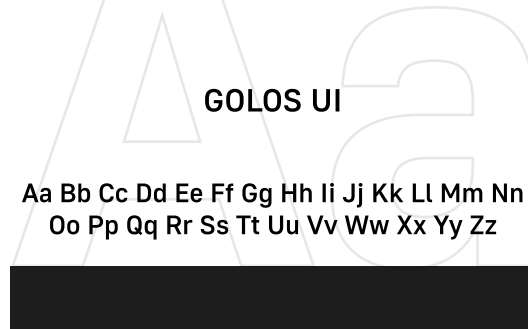 Aa
GOLOS UI
Aa Bb Cc Dd Ee Ff Gg Hh Ii Jj Kk Ll Mm Nn
Oo Pp Qq Rr Ss Tt Uu Vv Ww Xx Yy Zz